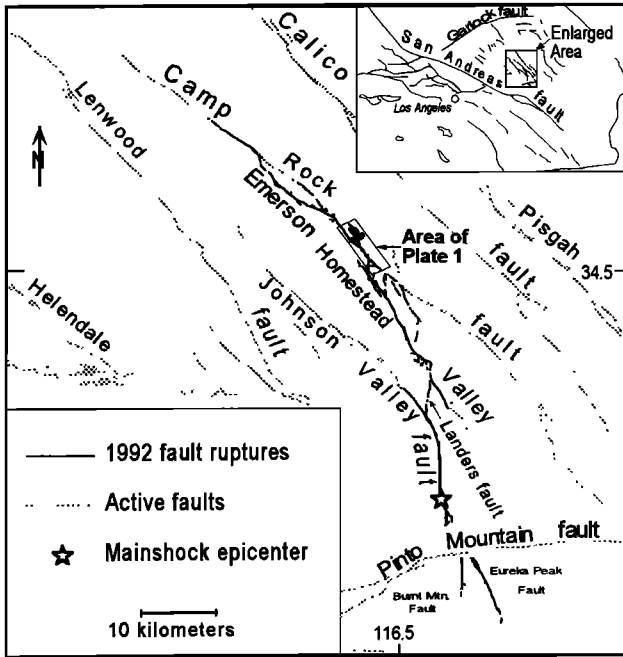 Calico
Camp
Rock
fault
Lenwood
fault
N
Emerson
Homestead
Johnson
Valley
fault
Helendale
Area of
Plate 1
Pisgah
fault
34.5
Valley
Landers fault
Pinto Mountain fault
Burnt Mtn.
Fault
Eureka Peak
Fault
116.5
Garlock fault
San Andreas fault
Los Angeles
Enlarged
Area
1992 fault ruptures
Active faults
Mainshock epicenter
10 kilometers